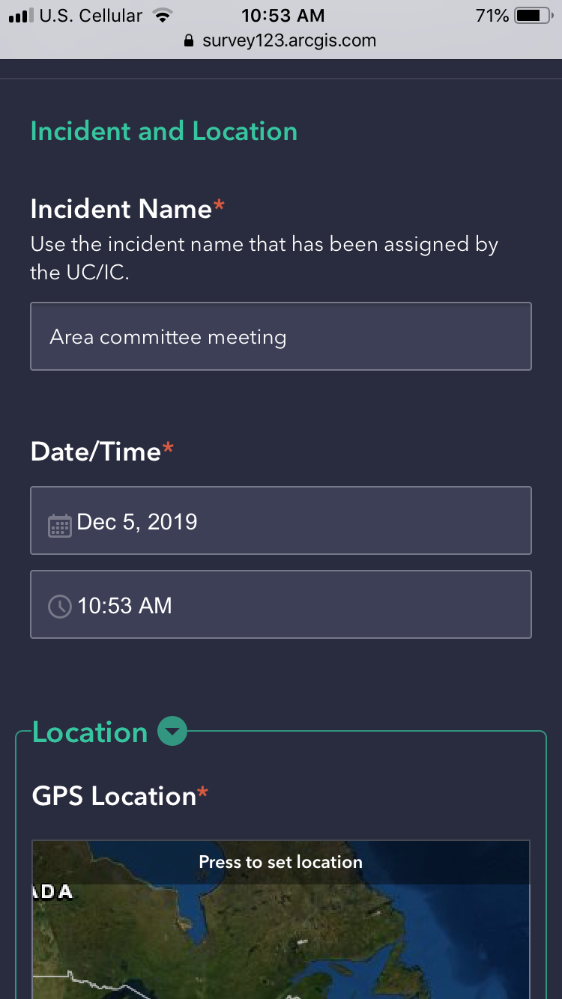 U.S. Cellular 10:53 AM 71%
survey123.arcgis.com
Incident and Location
Incident Name*
Use the incident name that has been assigned by
the UC/IC.
Area committee meeting
Date/Time*
Dec 5, 2019
10:53 AM
Location
GPS Location*
Press to set location
ADA